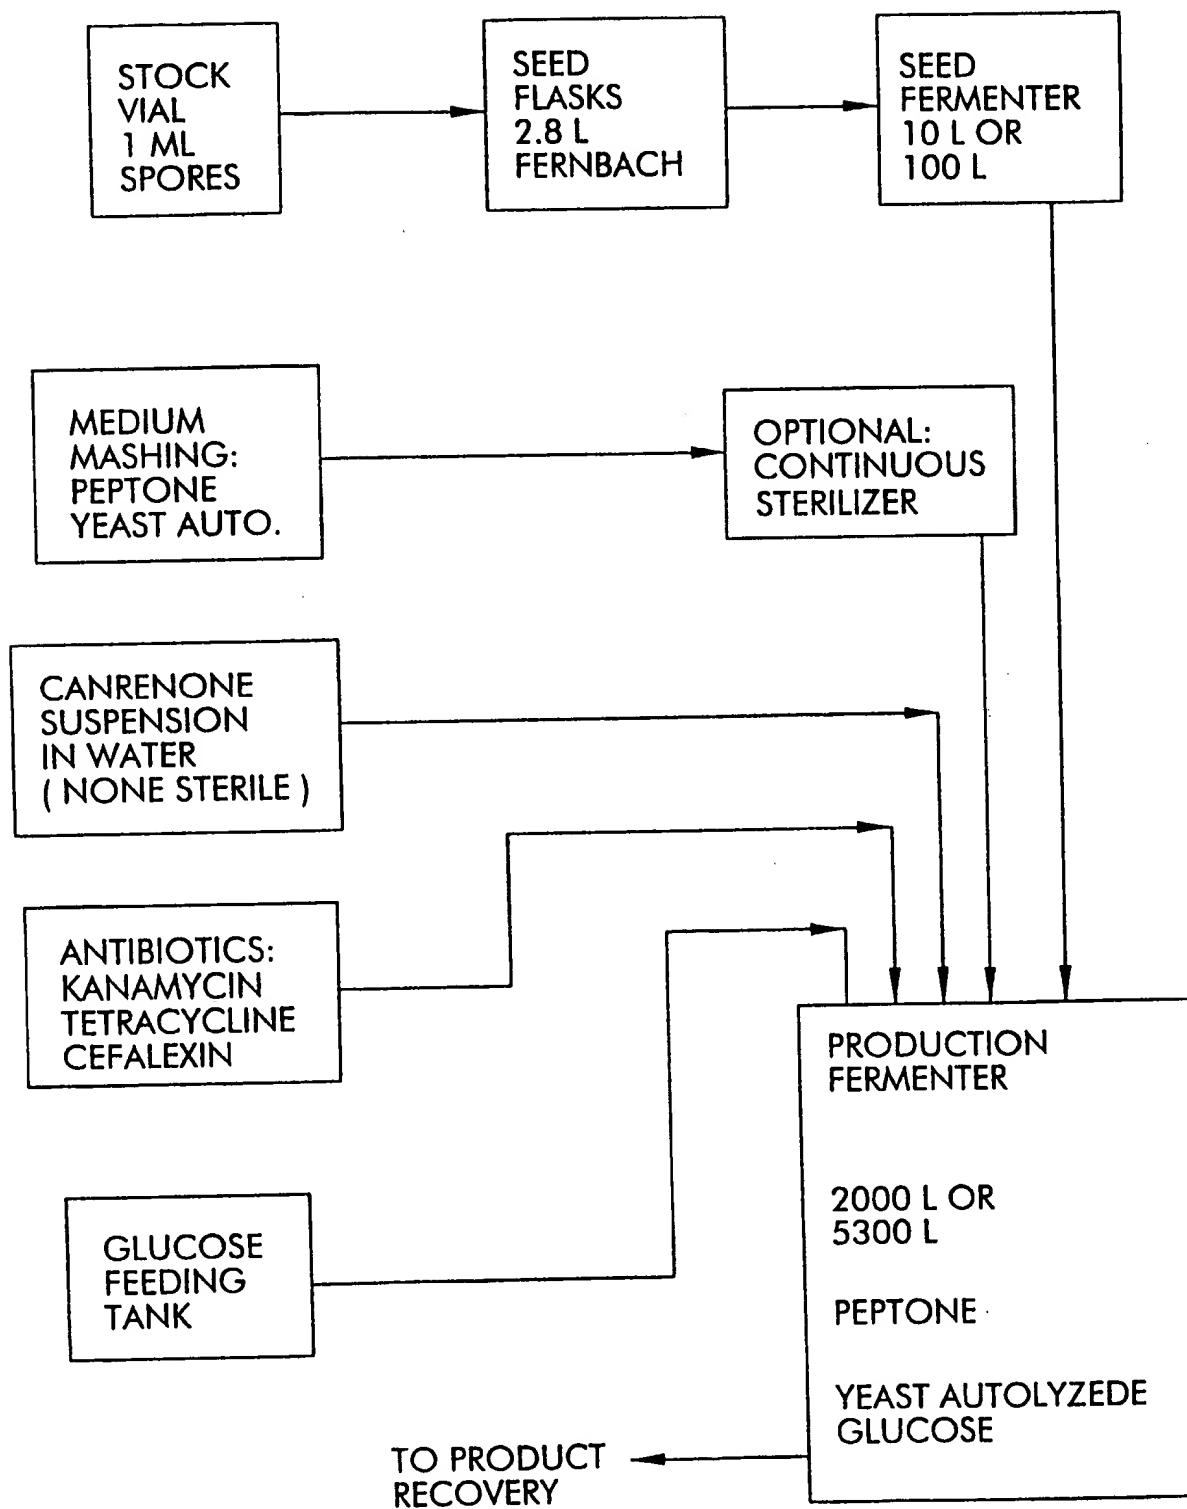 STOCK
VIAL
1 ML
SPORES
SEED
FLASKS
2.8 L
FERNBACH
SEED
FERMENTER
10 L OR
100 L
MEDIUM
MASHING:
PEPTONE
YEAST AUTO.
OPTIONAL:
CONTINUOUS
STERILIZER
CANRENONE
SUSPENSION
IN WATER
( NONE STERILE )
ANTIBIOTICS:
KANAMYCIN
TETRACYCLINE
CEFALEXIN
GLUCOSE
FEEDING
TANK
PRODUCTION
FERMENTER
2000 L OR
5300 L
PEPTONE
YEAST AUTOLYZEDE
GLUCOSE
TO PRODUCT
RECOVERY